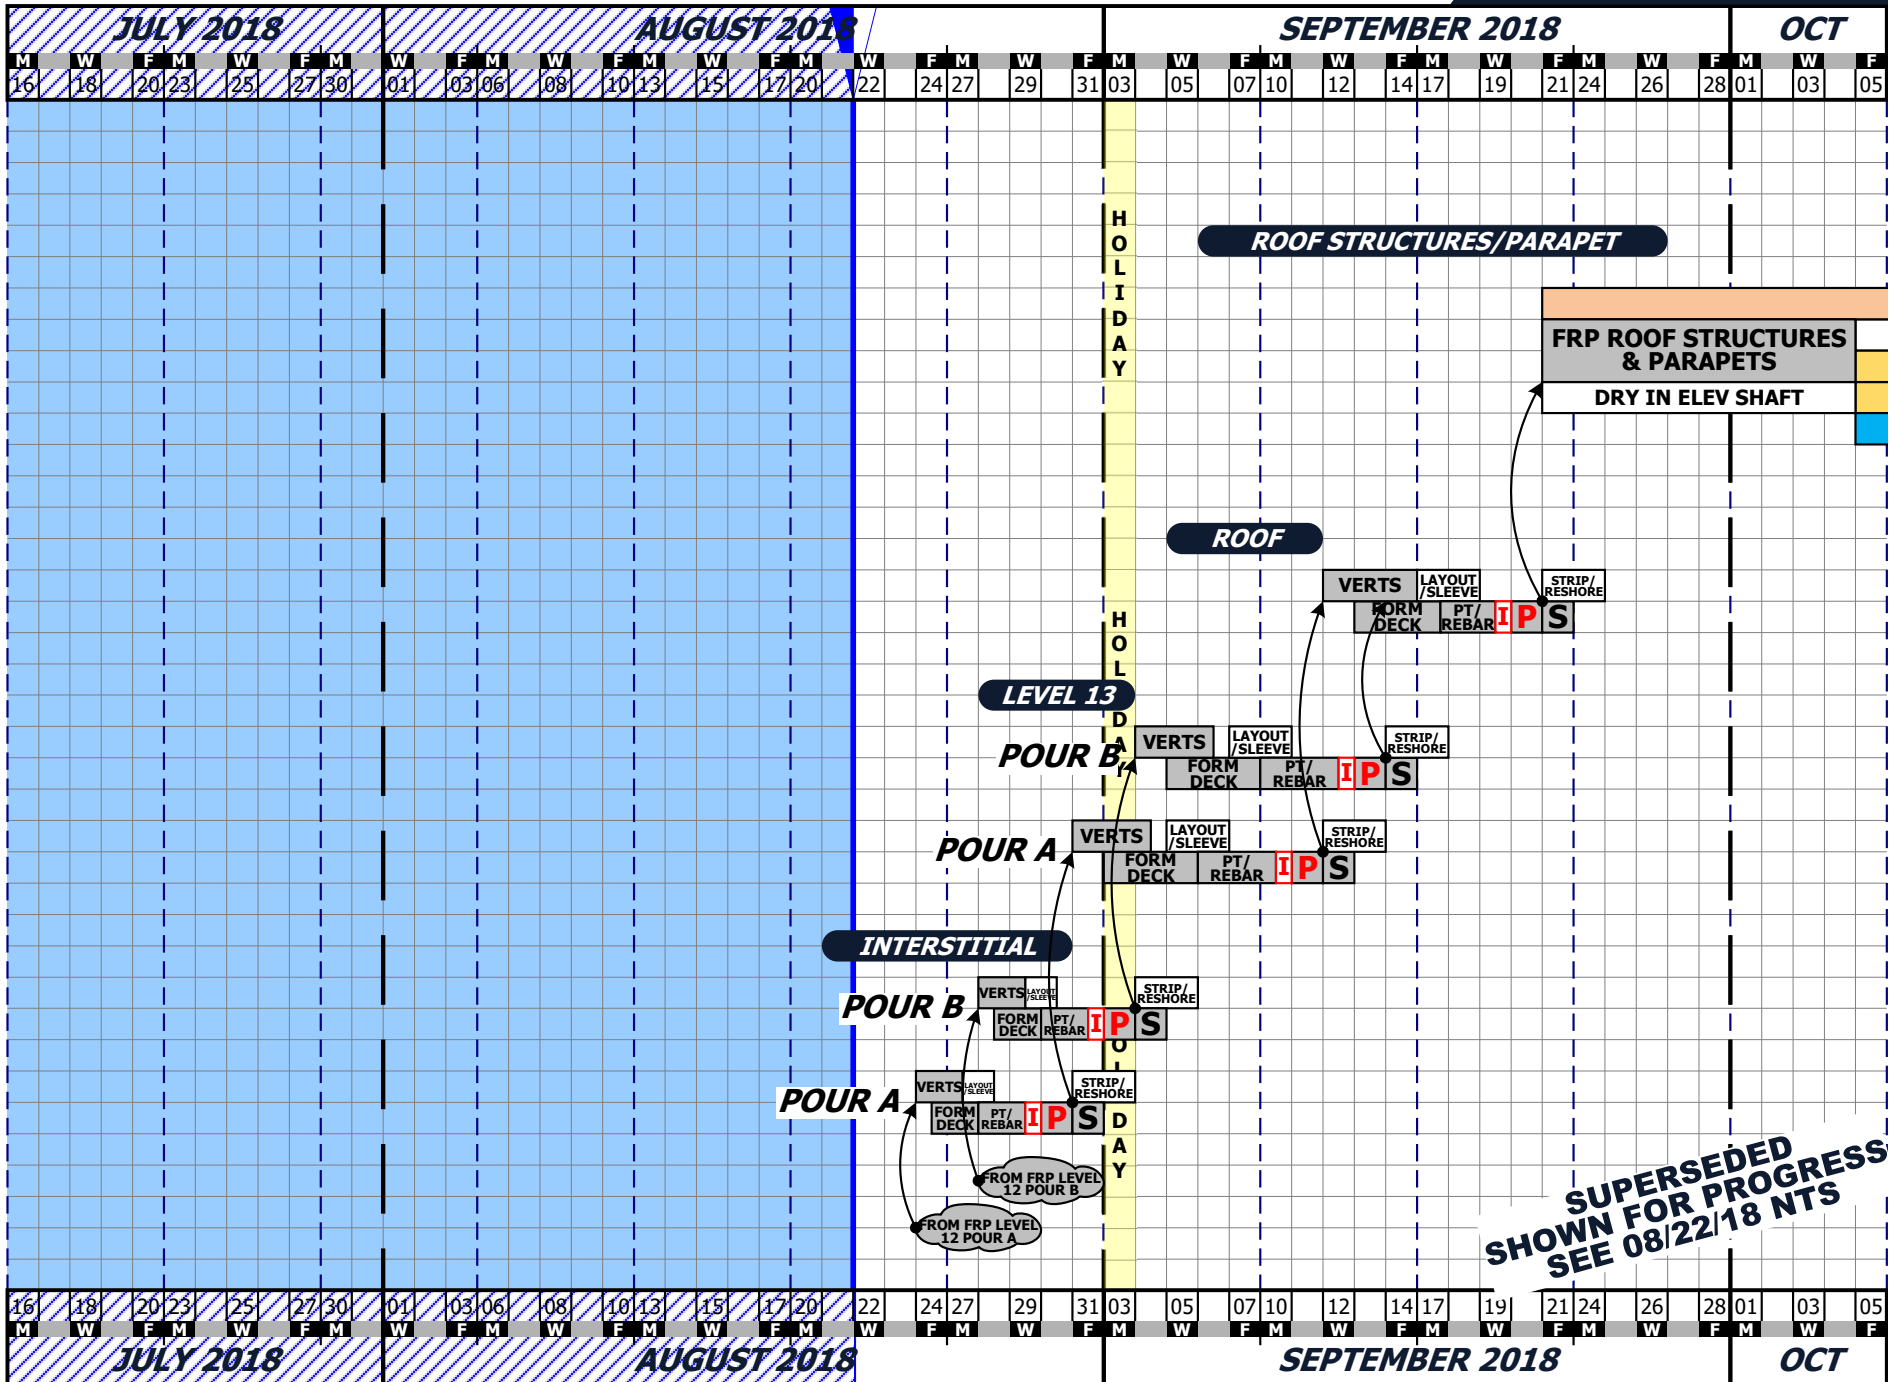 JULY 2018 AUGUST 2018 SEPTEMBER 2018 OCT
M W F M W F M W F M W F M W F M W F M W F M W F M W F M W F M W F M W F
16 18 20 23 25 27 30 01 03 06 08 10 13 15 17 20 22 24 27 29 31 03 05 07 10 12 14 17 19 21 24 26 28 01 03 05
HOLIDAY
ROOF STRUCTURES/PARAPET
FRP ROOF STRUCTURES
& PARAPETS
DRY IN ELEV SHAFT
ROOF
VERTS LAYOUT
/SLEEVE STRIP/
RESHORE
FORM
DECK PT/
REBAR I P S
HOLIDAY
LEVEL 13
POUR B VERTS LAYOUT
/SLEEVE STRIP/
RESHORE
FORM
DECK PT/
REBAR I P S
POUR A VERTS LAYOUT
/SLEEVE STRIP/
RESHORE
FORM
DECK PT/
REBAR I P S
INTERSTITIAL
POUR B VERTS LAYOUT
/SLEEVE STRIP/
RESHORE
FORM
DECK PT/
REBAR I P S
POUR A VERTS LAYOUT
/SLEEVE STRIP/
RESHORE
FORM
DECK PT/
REBAR I P S
OL DAY
FROM FRP LEVEL
12 POUR B
FROM FRP LEVEL
12 POUR A
SUPERSEDED
SHOWN FOR PROGRESS
SEE 08/22/18 NTS
16 18 20 23 25 27 30 01 03 06 08 10 13 15 17 20 22 24 27 29 31 03 05 07 10 12 14 17 19 21 24 26 28 01 03 05
M W F M W F M W F M W F M W F M W F M W F M W F M W F M W F M W F M W F
JULY 2018 AUGUST 2018 SEPTEMBER 2018 OCT